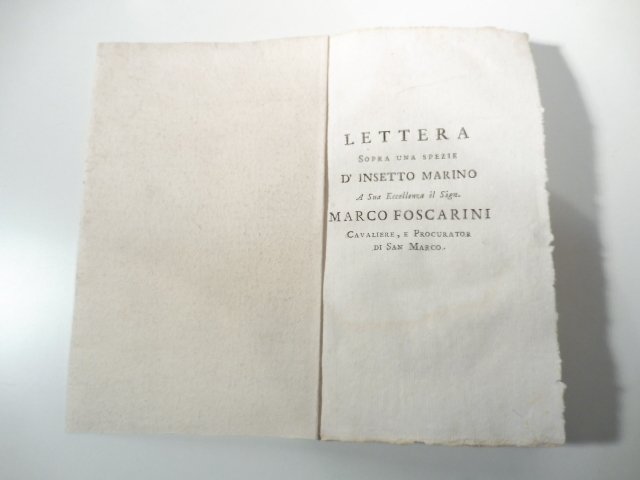 LETTERA
SOPRA UNA SPEZIE
D' INSETTO MARINO
A Sua Eccellenza il Sign.
MARCO FOSCARINI
CAVALIERE, E PROCURATOR
DI SAN MARCO.